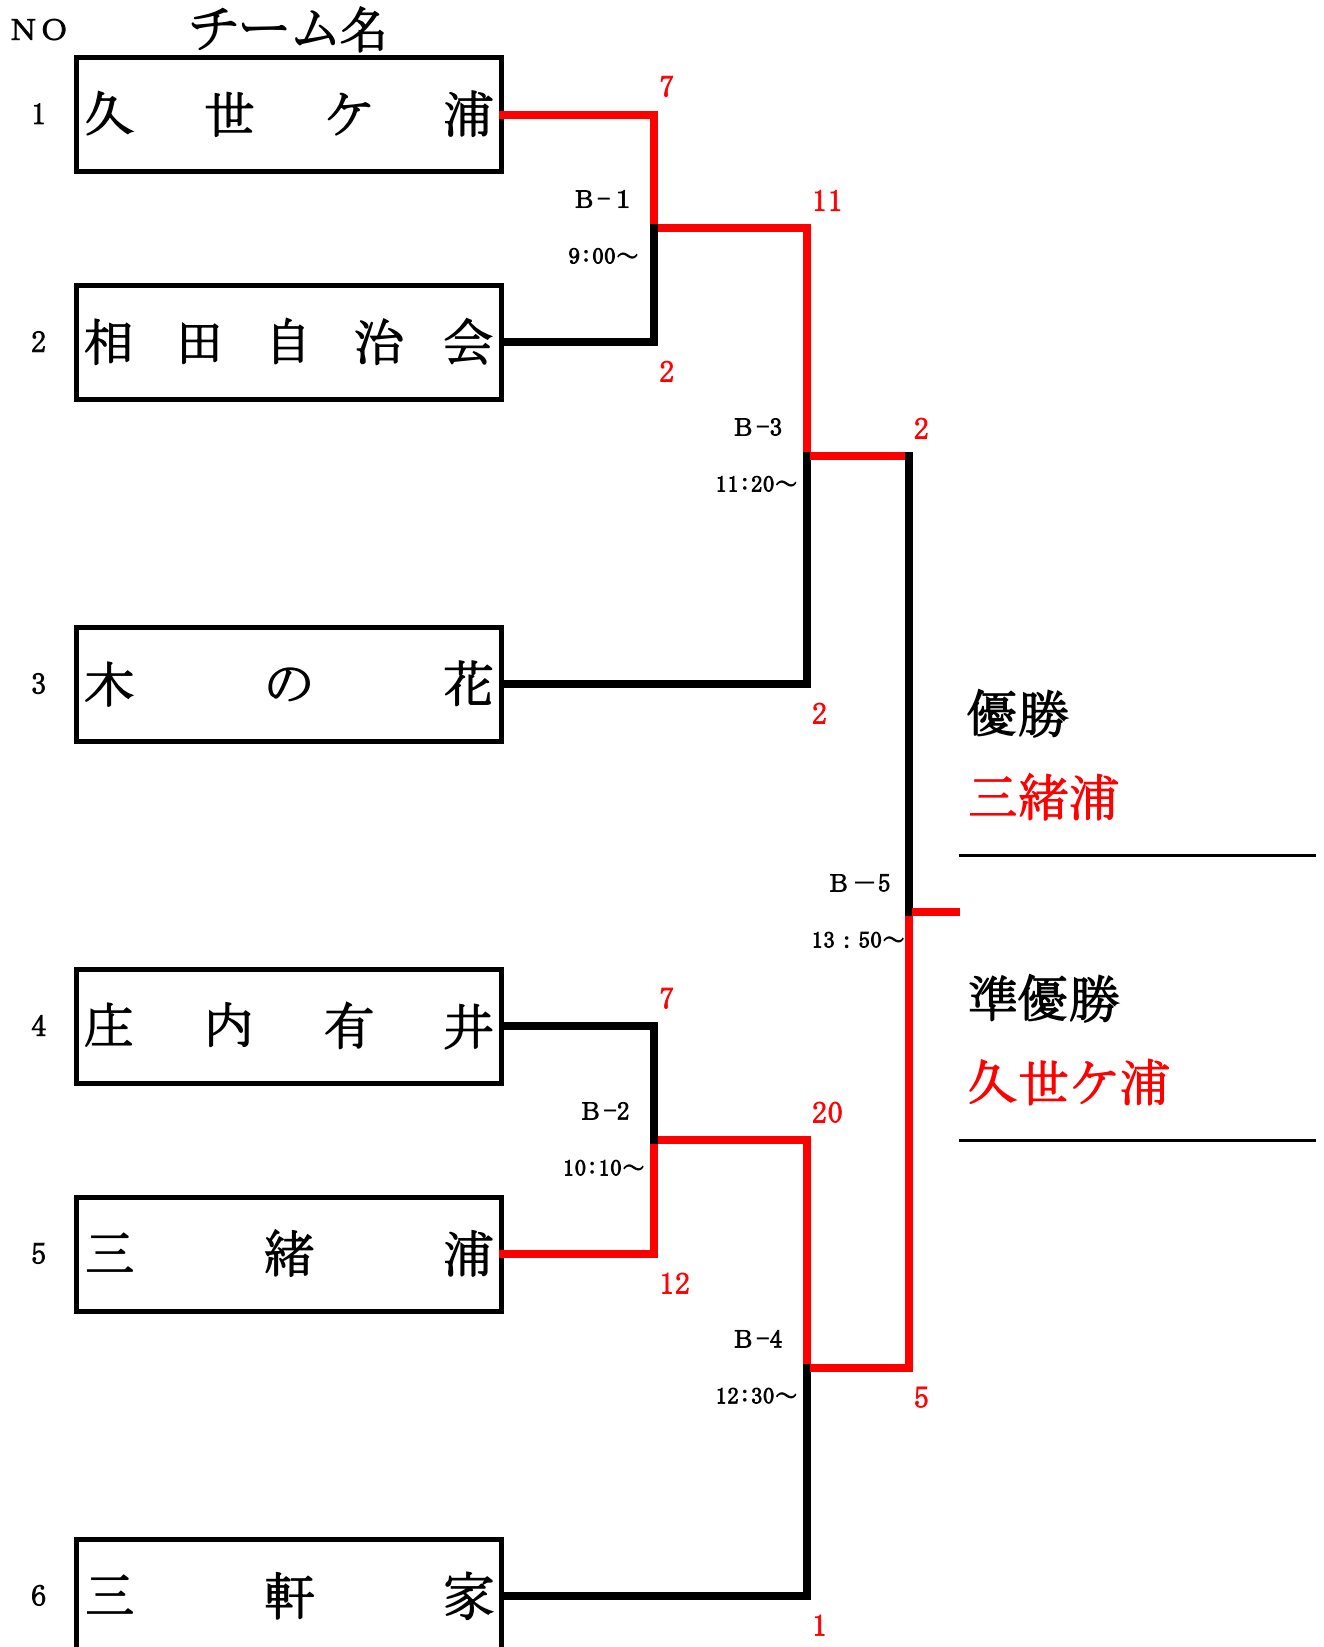 NO チーム名
7
1 久世ケ浦
B-1
11
9:00～
2 相田自治会
2
B-3
2
11:20～
3 木の花
2
優勝
三緒浦
B－5
13：50～
準優勝
7
4 庄内有井
久世ケ浦
B-2
20
10:10～
5 三緒浦
12
B-4
12:30～
5
6 三軒家
1